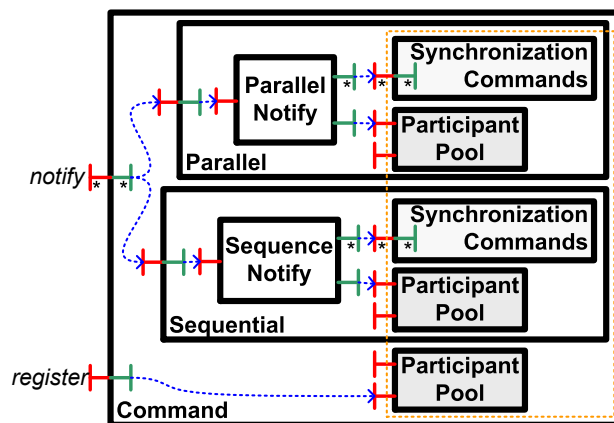 Synchronization
Commands
*
*
*
Parallel
Notify
Participant
Pool
Parallel
notify
*
*
Synchronization
Commands
*
*
*
Sequence
Notify
Participant
Pool
Sequential
register
Participant
Pool
Command